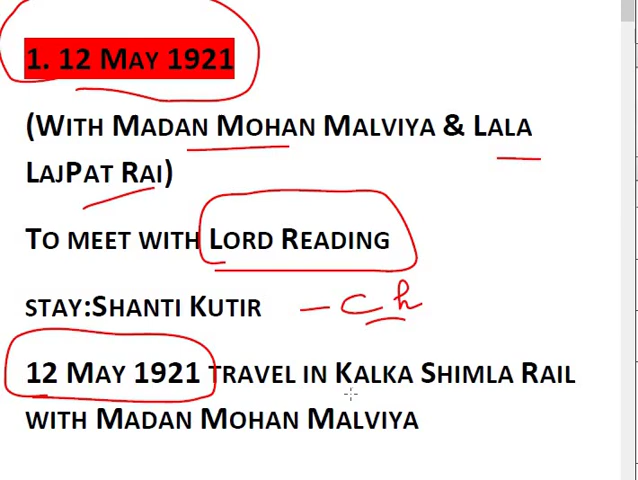 1. 12 MAY 1921
(WITH MADAN MOHAN MALVIYA & LALA
LAJPAT RAI)
TO MEET WITH LORD READING
STAY:SHANTI KUTIR – Ch
12 MAY 1921 TRAVEL IN KALKA SHIMLA RAIL
WITH MADAN MOHAN MALVIYA